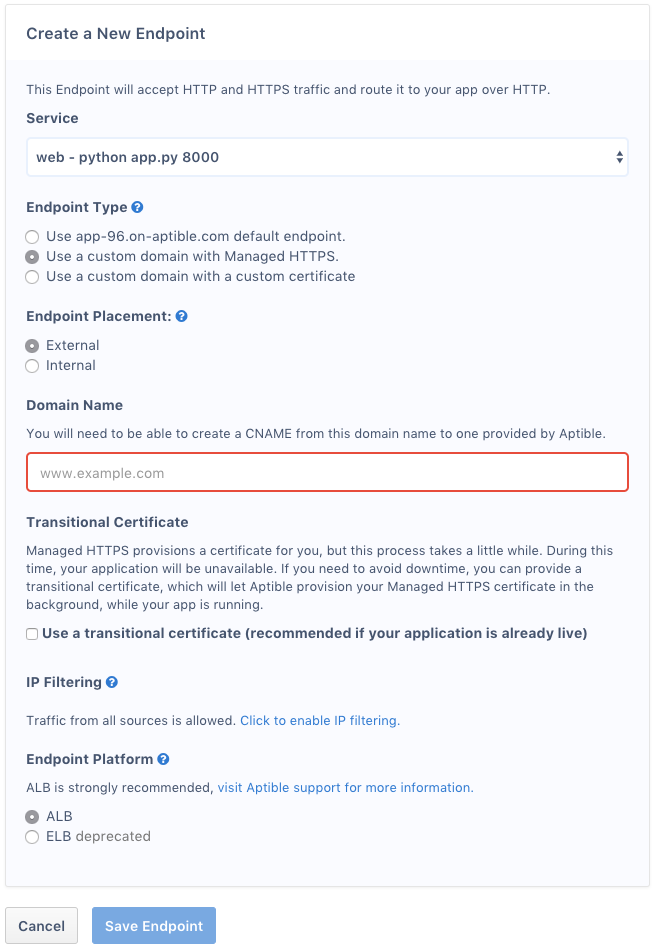 Create a New Endpoint
This Endpoint will accept HTTP and HTTPS traffic and route it to your app over HTTP.
Service
web - python app.py 8000
Endpoint Type ?
Use app-96.on-aptible.com default endpoint.
Use a custom domain with Managed HTTPS.
Use a custom domain with a custom certificate
Endpoint Placement: ?
External
Internal
Domain Name
You will need to be able to create a CNAME from this domain name to one provided by Aptible.
www.example.com
Transitional Certificate
Managed HTTPS provisions a certificate for you, but this process takes a little while. During this
time, your application will be unavailable. If you need to avoid downtime, you can provide a
transitional certificate, which will let Aptible provision your Managed HTTPS certificate in the
background, while your app is running.
Use a transitional certificate (recommended if your application is already live)
IP Filtering ?
Traffic from all sources is allowed. Click to enable IP filtering.
Endpoint Platform ?
ALB is strongly recommended, visit Aptible support for more information.
ALB
ELB deprecated
Cancel
Save Endpoint